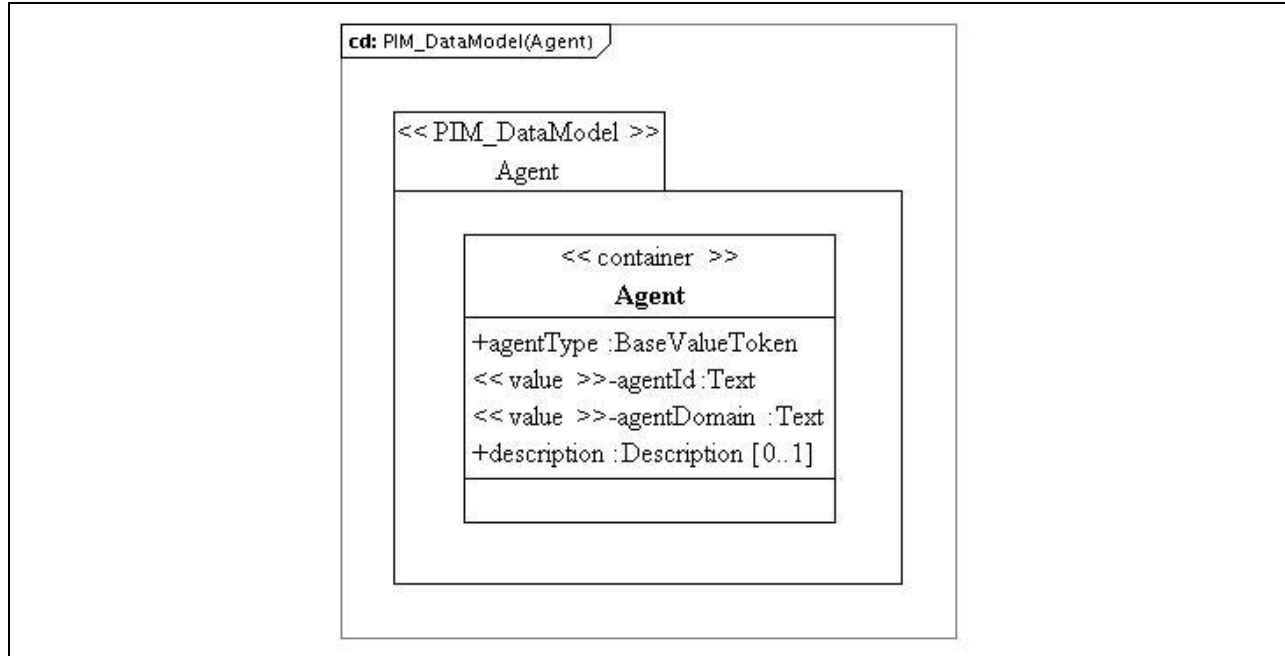 cd: PIM_DataModel(Agent)
<< PIM_DataModel >>
Agent
<< container >>
Agent
+agentType :BaseValueToken
<< value >>-agentId :Text
<< value >>-agentDomain :Text
+description :Description [0..1]